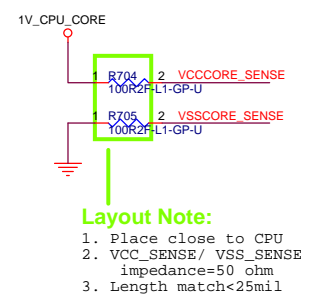 1V_CPU_CORE
1 R704 2 VCCCORE_SENSE
100R2F-L1-GP-U
1 R705 2 VSSCORE_SENSE
100R2F-L1-GP-U
Layout Note:
1. Place close to CPU
2. VCC_SENSE/ VSS_SENSE
impedance=50 ohm
3. Length match<25mil